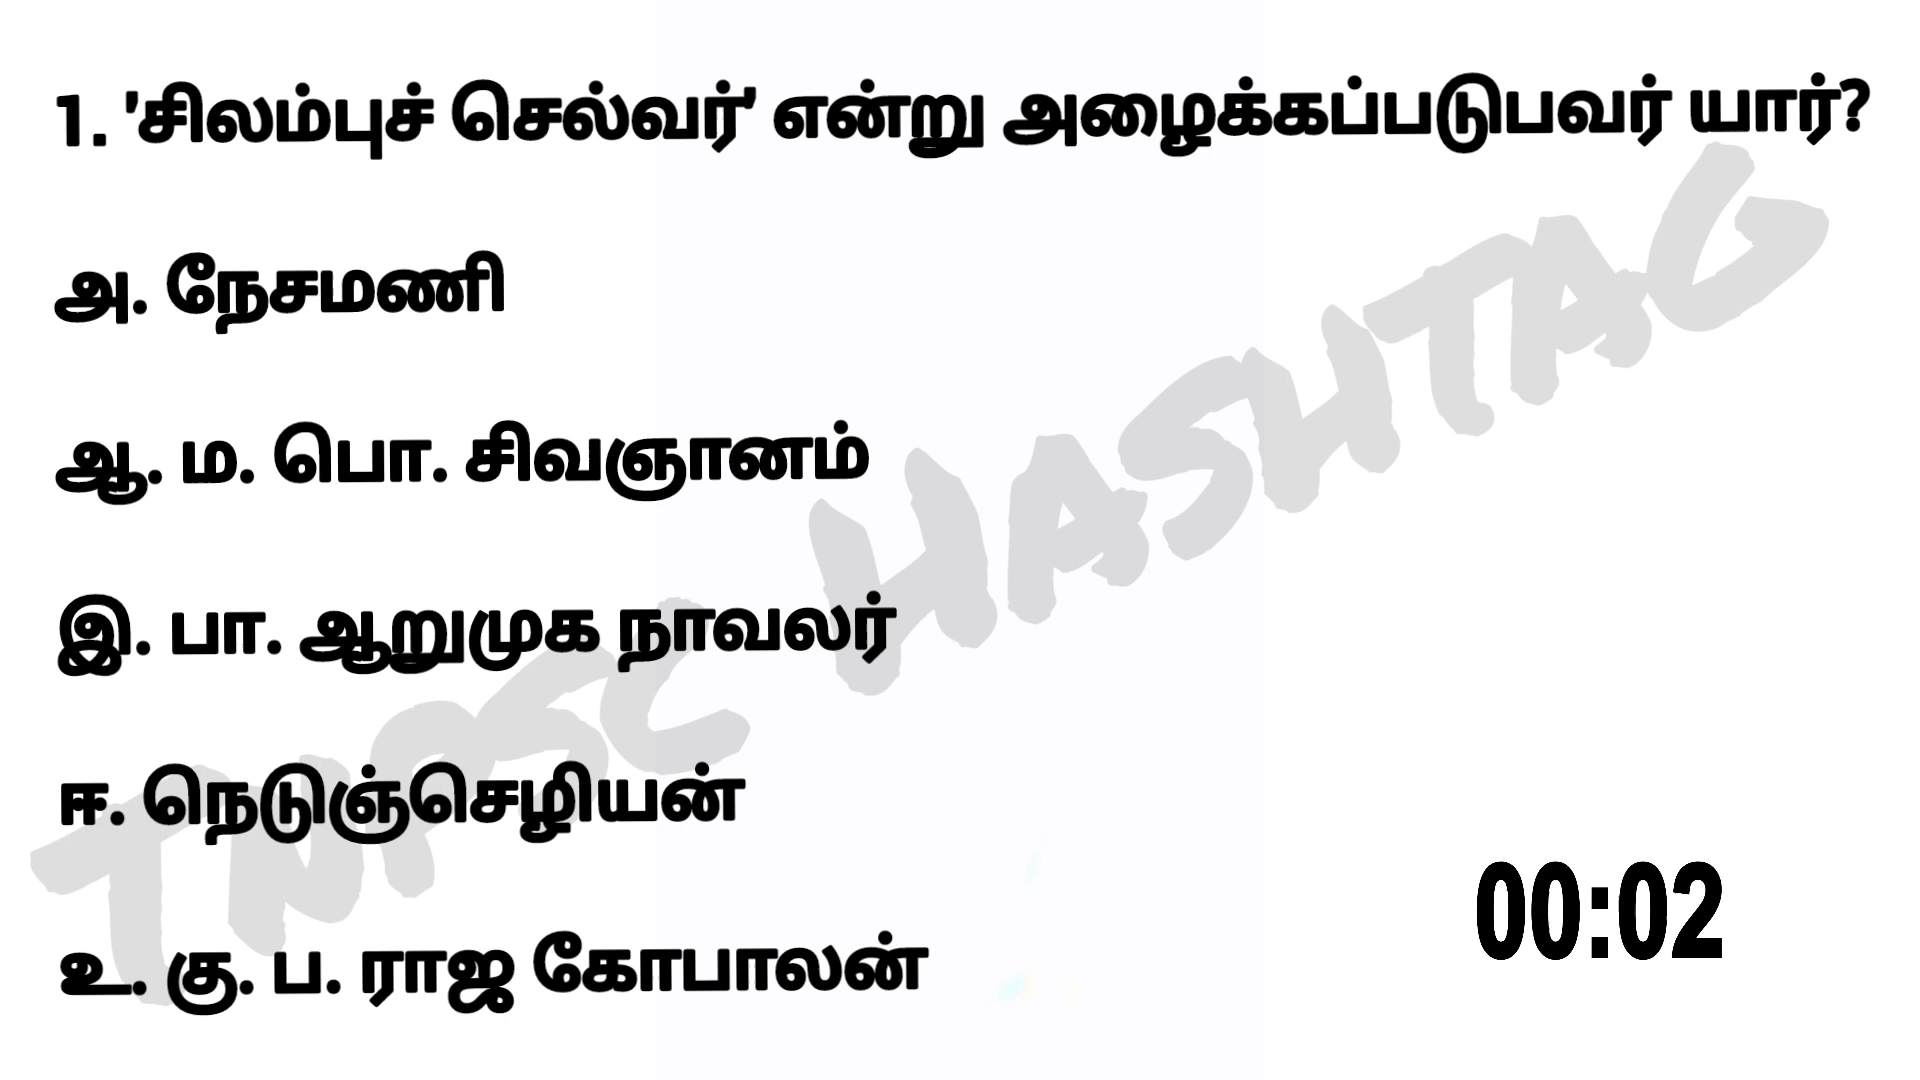 1. 'சிலம்புச் செல்வர்' என்று அழைக்கப்படுபவர் யார்?
அ. நேசமணி
ஆ. ம. பொ. சிவஞானம்
இ. பா. ஆறுமுக நாவலர்
ஈ. நெடுஞ்செழியன்
உ. கு. ப. ராஜ கோபாலன்
00:02
TNPSC HASHTAG